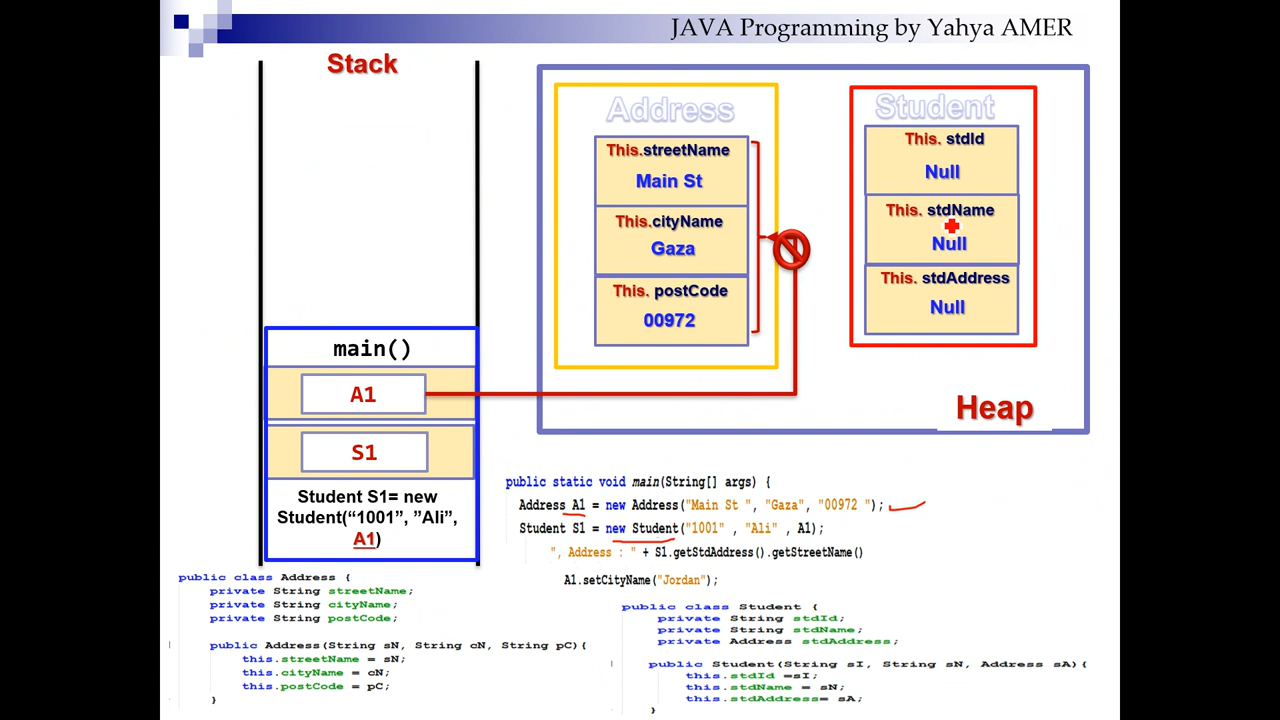 JAVA Programming by Yahya AMER
Stack
main()
A1
S1
Student S1= new
Student(“1001”, ”Ali”,
A1)
Address
This.streetName
Main St
This.cityName
Gaza
This. postCode
00972
Student
This. stdId
Null
This. stdName
Null
This. stdAddress
Null
Heap
public static void main(String[] args) {
Address A1 = new Address("Main St ", "Gaza", "00972 ");
Student S1 = new Student("1001" , "Ali" , A1);
", Address : " + S1.getStdAddress().getStreetName()
A1.setCityName("Jordan");
public class Address {
private String streetName;
private String cityName;
private String postCode;
public Address(String sN, String cN, String pC){
this.streetName = sN;
this.cityName = cN;
this.postCode = pC;
}
public class Student {
private String stdId;
private String stdName;
private Address stdAddress;
public Student(String sI, String sN, Address sA){
this.stdId =sI;
this.stdName = sN;
this.stdAddress= sA;
}